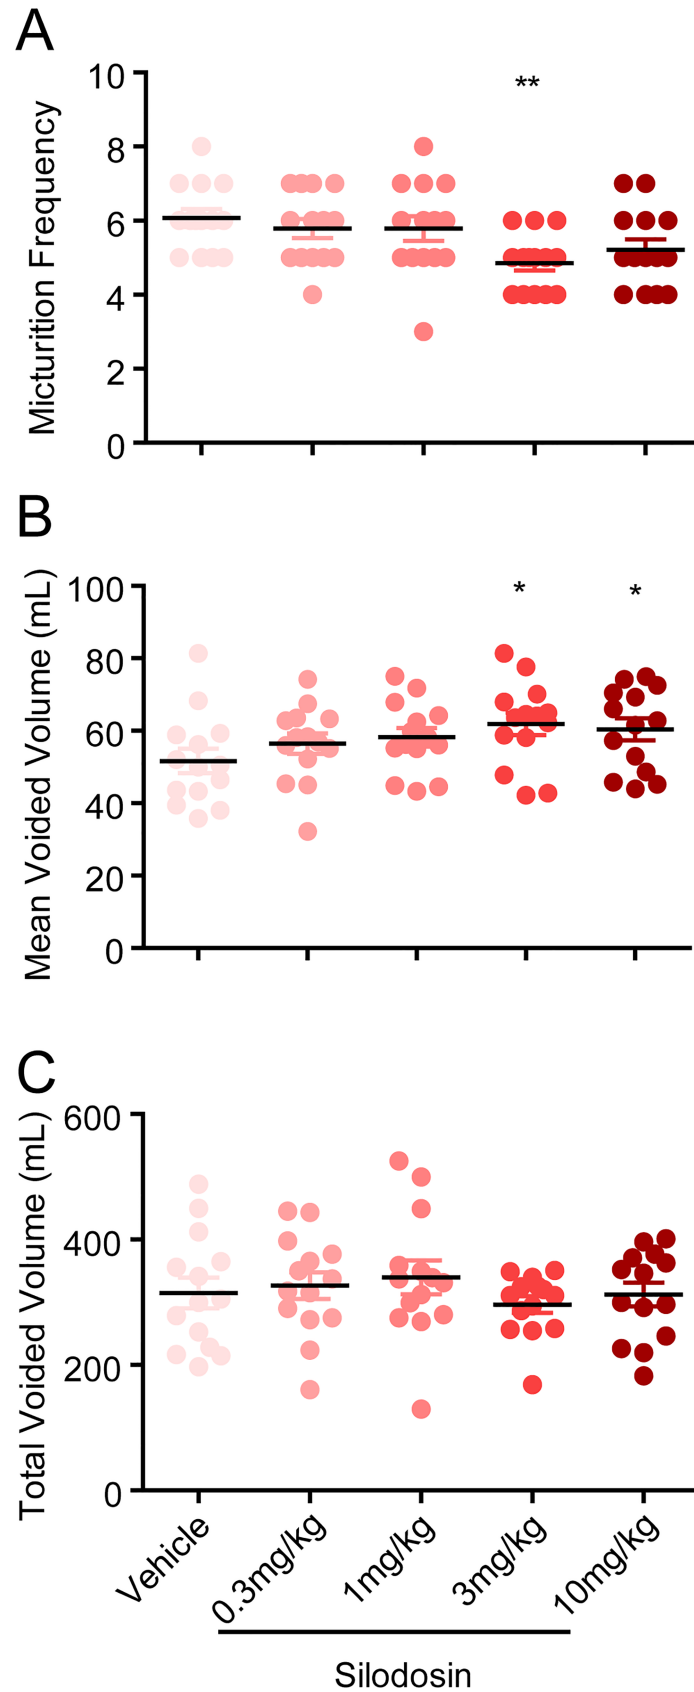 A
Micturition Frequency
10
8
6
4
2
0
**
B
Mean Voided Volume (mL)
100
80
60
40
20
0
*
*
C
Total Voided Volume (mL)
600
400
200
0
Vehicle
0.3mg/kg
1mg/kg
3mg/kg
10mg/kg
Silodosin